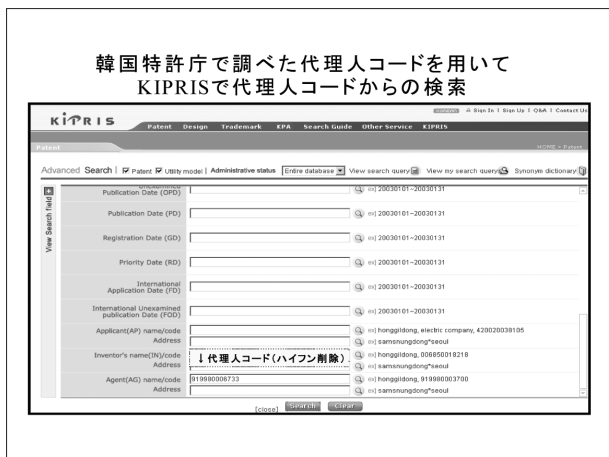 韓国特許庁で調べた代理人コードを用いて
KIPRISで代理人コードからの検索
Sign In | Sign Up | Q&A | Contact Us
KIPRIS
Patent Design Trademark KPA Search Guide Other Service KIPRIS
Patent HOME > Patent
Advanced Search | Patent Utility model | Administrative status Entire database View search query View my search query Synonym dictionary
View Search field
Publication Date (OPD) ex) 20030101~20030131
Publication Date (PD) ex) 20030101~20030131
Registration Date (GD) ex) 20030101~20030131
Priority Date (RD) ex) 20030101~20030131
International
Application Date (FD) ex) 20030101~20030131
International Unexamined
publication Date (FOD) ex) 20030101~20030131
Applicant(AP) name/code ex) honggildong, electric company, 420020038105
Address ex) samsnungdong*seoul
Inventor's name(IN)/code ↓代理人コード(ハイフン削除) ex) honggildong, 006850018218
Address ex) samsnungdong*seoul
Agent(AG) name/code 919980006733 ex) honggildong, 919980003700
Address ex) samsnungdong*seoul
[close] Search Clear